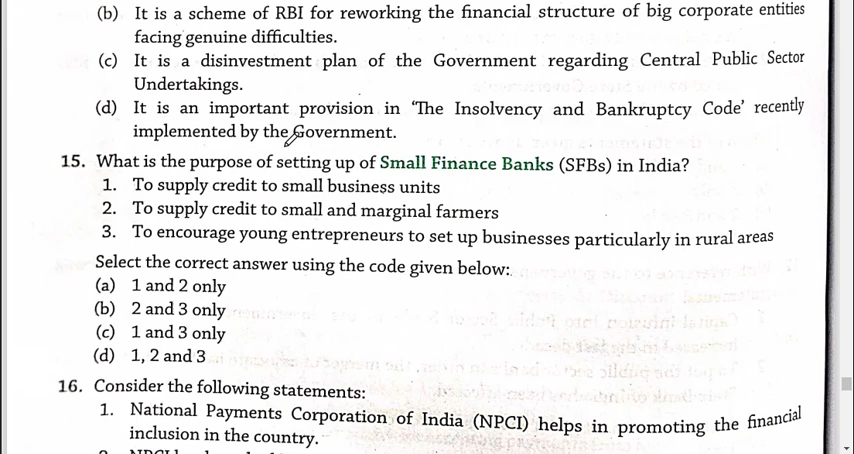 (b) It is a scheme of RBI for reworking the financial structure of big corporate entities
facing genuine difficulties.
(c) It is a disinvestment plan of the Government regarding Central Public Sector
Undertakings.
(d) It is an important provision in ‘The Insolvency and Bankruptcy Code’ recently
implemented by the Government.
15. What is the purpose of setting up of Small Finance Banks (SFBs) in India?
1. To supply credit to small business units
2. To supply credit to small and marginal farmers
3. To encourage young entrepreneurs to set up businesses particularly in rural areas
Select the correct answer using the code given below:
(a) 1 and 2 only
(b) 2 and 3 only
(c) 1 and 3 only
(d) 1, 2 and 3
16. Consider the following statements:
1. National Payments Corporation of India (NPCI) helps in promoting the financial
inclusion in the country.